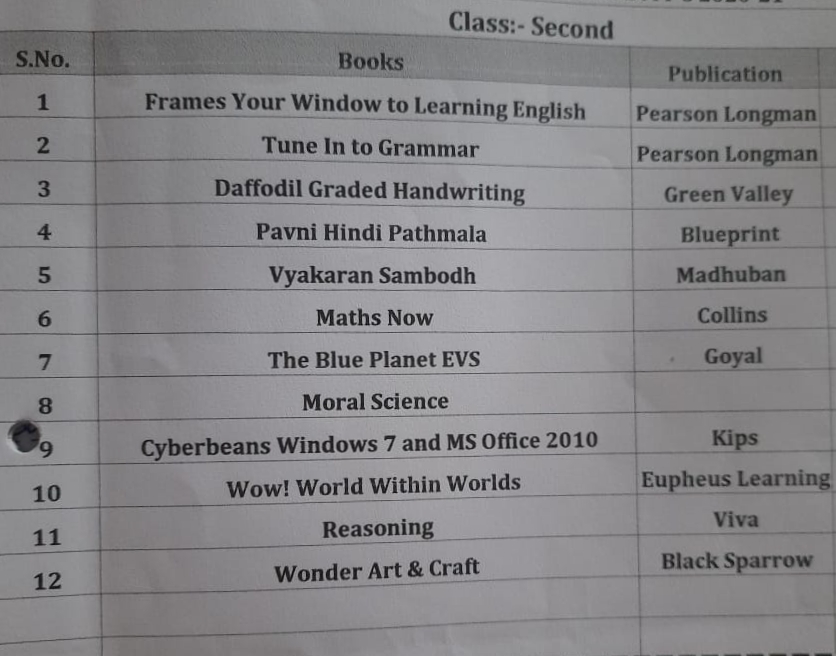 Class:- Second
S.No. Books Publication
1 Frames Your Window to Learning English Pearson Longman
2 Tune In to Grammar Pearson Longman
3 Daffodil Graded Handwriting Green Valley
4 Pavni Hindi Pathmala Blueprint
5 Vyakaran Sambodh Madhuban
6 Maths Now Collins
7 The Blue Planet EVS Goyal
8 Moral Science
9 Cyberbeans Windows 7 and MS Office 2010 Kips
10 Wow! World Within Worlds Eupheus Learning
11 Reasoning Viva
12 Wonder Art & Craft Black Sparrow